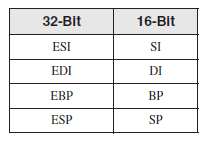 32-Bit 16-Bit
ESI SI
EDI DI
EBP BP
ESP SP